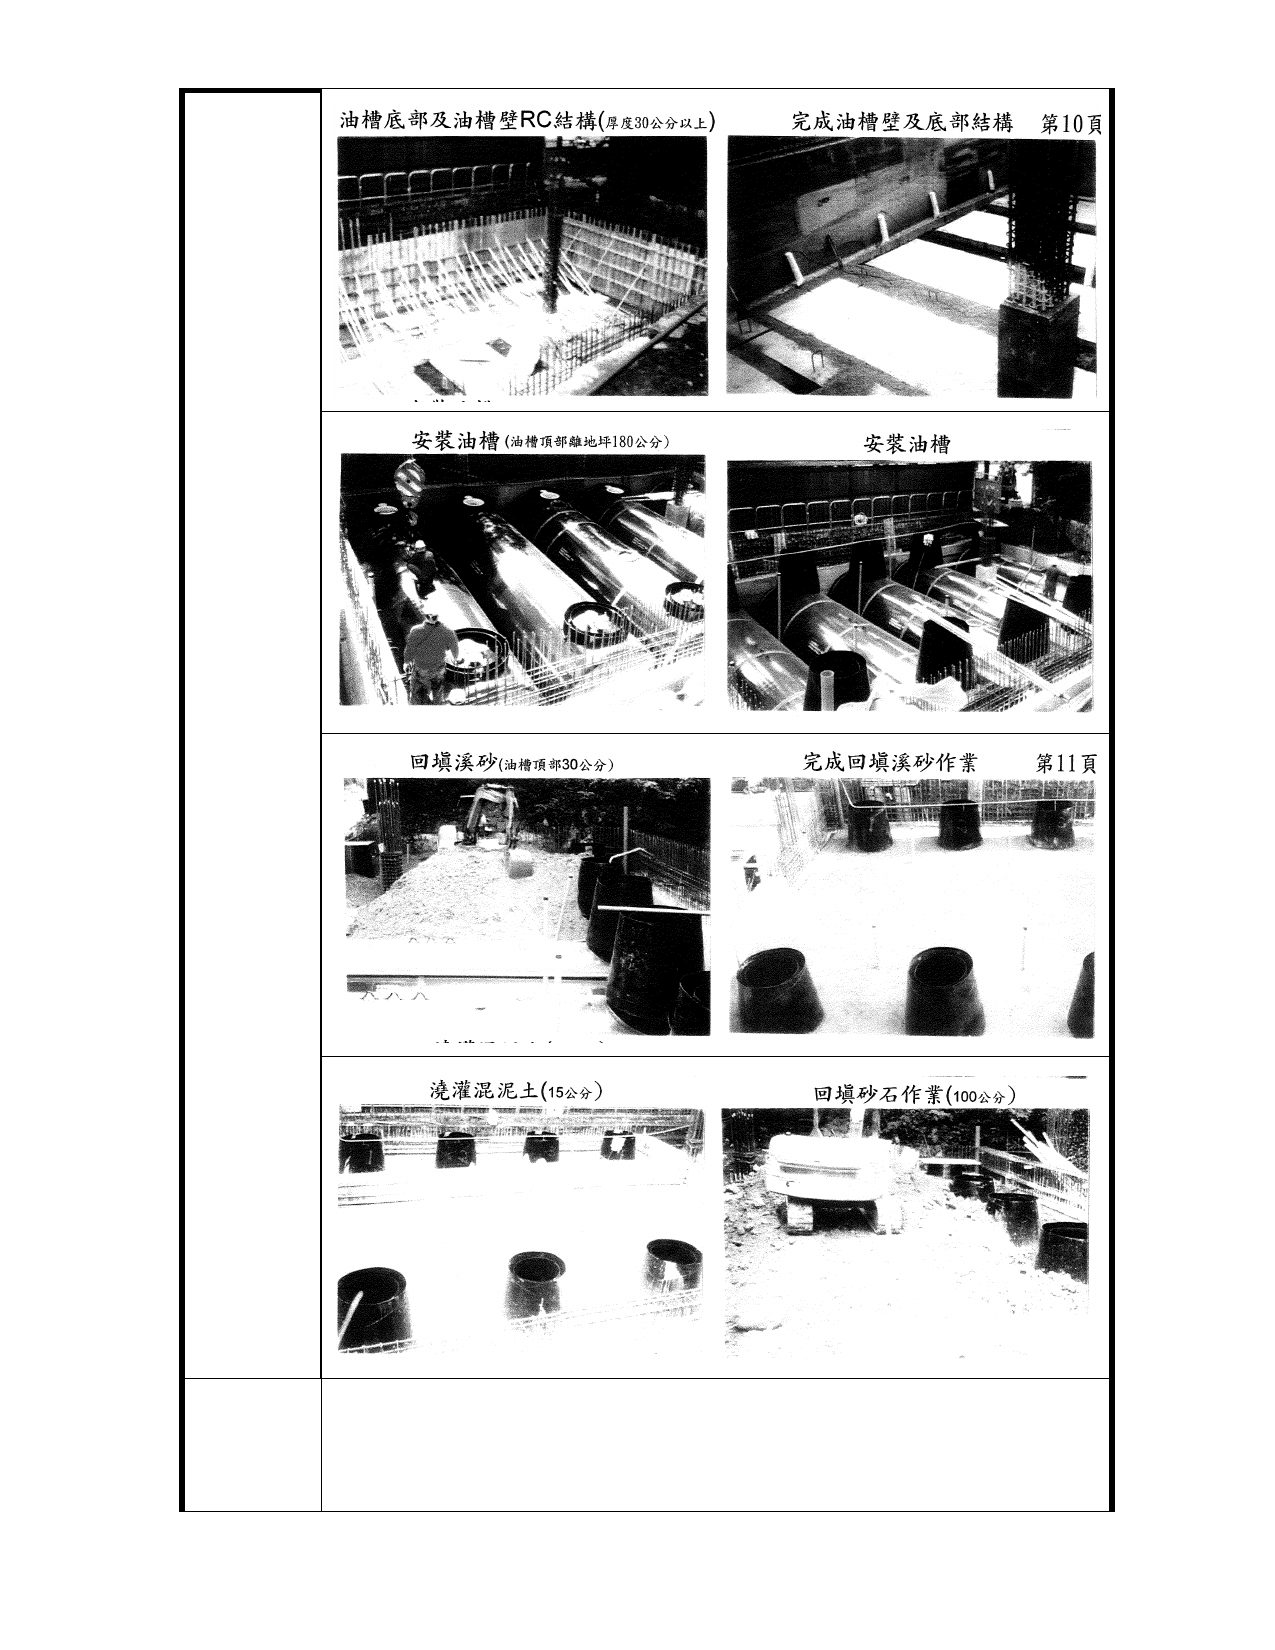 油槽底部及油槽壁RC結構(厚度30公分以上)
完成油槽壁及底部結構 第10頁
安裝油槽(油槽頂部離地坪180公分)
安裝油槽
回填溪砂(油槽頂部30公分)
完成回填溪砂作業 第11頁
澆灌混泥土(15公分)
回填砂石作業(100公分)